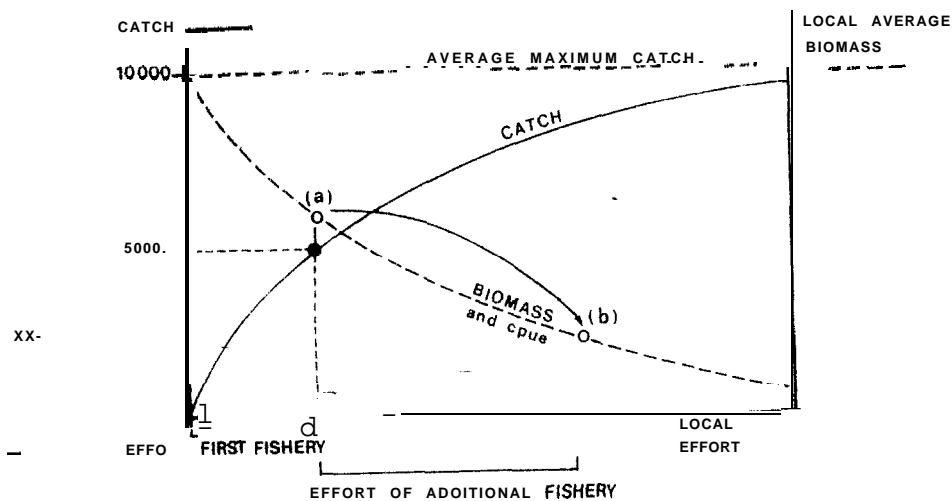 CATCH
LOCAL AVERAGE
BIOMASS
AVERAGE MAXIMUM CATCH
10000
CATCH
(a)
5000.
BIOMASS
and cpue
(b)
XX-
1
d
LOCAL
EFFORT
EFFO
FIRST FISHERY
EFFORT OF ADOITIONAL FISHERY